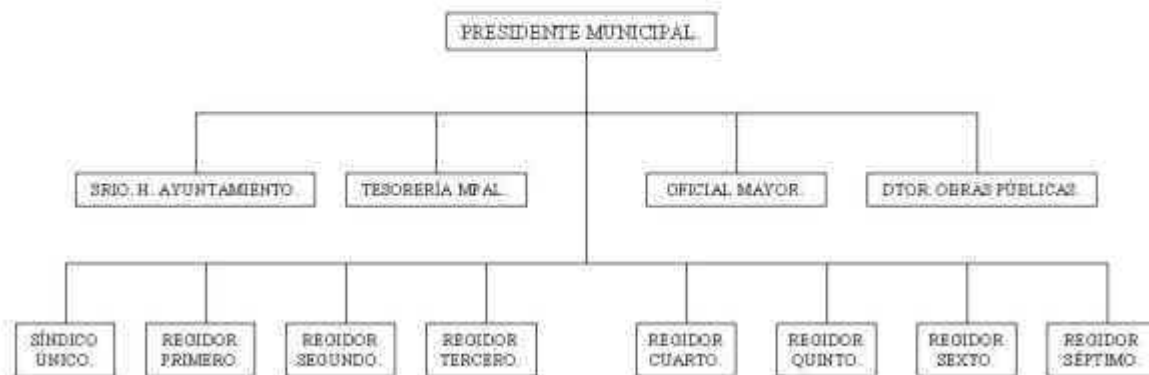 PRESIDENTE MUNICIPAL.
SRIO. H. AYUNTAMIENTO.
TESORERÍA MPAL.
OFICIAL MAYOR.
DTOR. OBRAS PÚBLICAS.
SÍNDICO
ÚNICO.
REGIDOR
PRIMERO.
REGIDOR
SEGUNDO.
REGIDOR
TERCERO.
REGIDOR
CUARTO.
REGIDOR
QUINTO.
REGIDOR
SEXTO.
REGIDOR
SÉPTIMO.